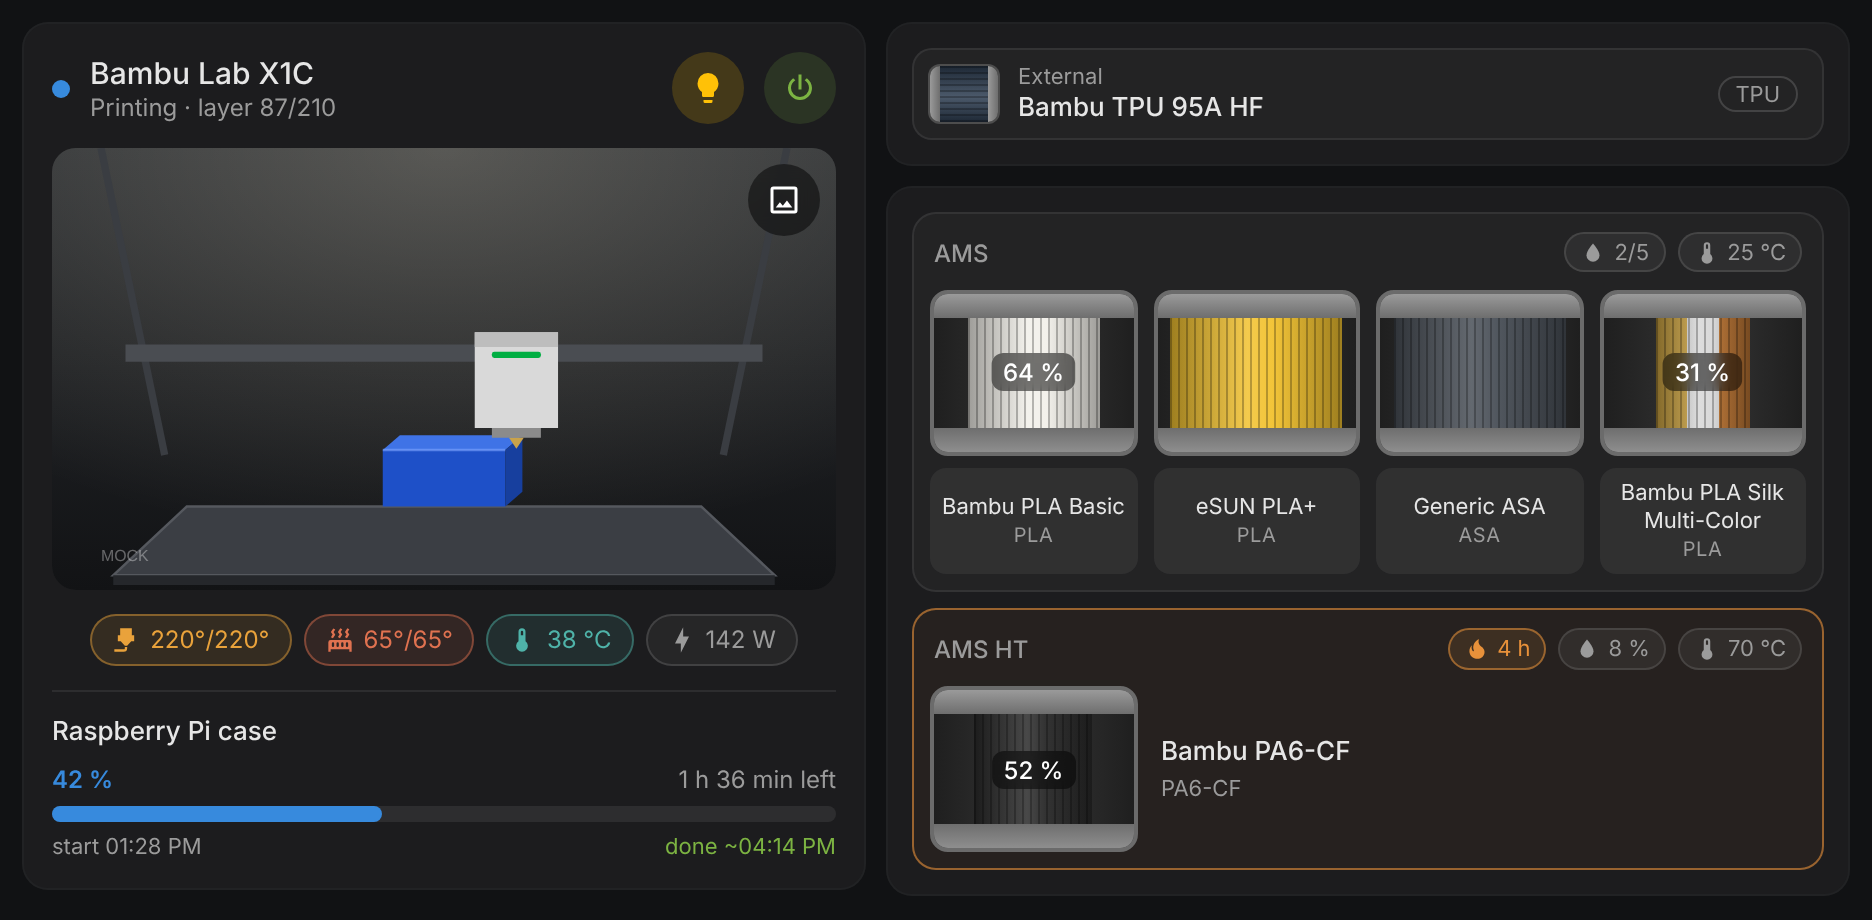 Bambu Lab X1C
Printing · layer 87/210
MOCK
220°/220°
65°/65°
38 °C
142 W
Raspberry Pi case
42 %
1 h 36 min left
start 01:28 PM
done ~04:14 PM
External
Bambu TPU 95A HF
TPU
AMS
2/5
25 °C
64 %
31 %
Bambu PLA Basic
PLA
eSUN PLA+
PLA
Generic ASA
ASA
Bambu PLA Silk
Multi-Color
PLA
AMS HT
4 h
8 %
70 °C
52 %
Bambu PA6-CF
PA6-CF